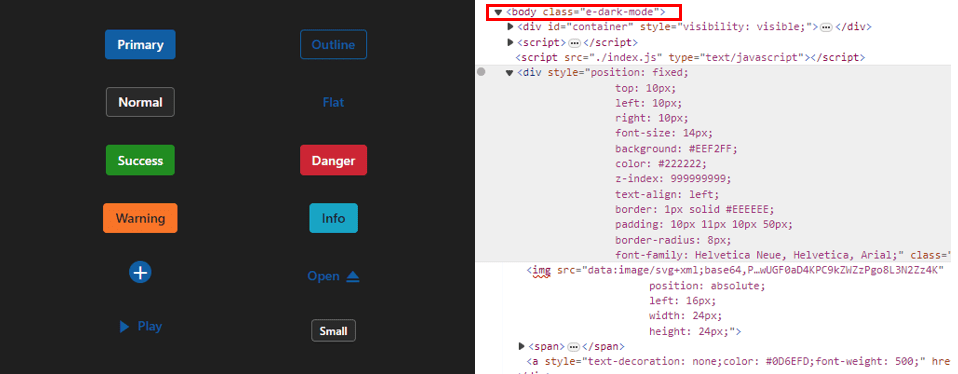 Primary
Outline
Normal
Flat
Success
Danger
Warning
Info
Open
Play
Small
▼<body class="e-dark-mode">
▶<div id="container" style="visibility: visible;">…</div>
▶<script>…</script>
<script src="./index.js" type="text/javascript"></script>
▼<div style="position: fixed;
top: 10px;
left: 10px;
right: 10px;
font-size: 14px;
background: #EEF2FF;
color: #222222;
z-index: 999999999;
text-align: left;
border: 1px solid #EEEEEE;
padding: 10px 11px 10px 50px;
border-radius: 8px;
font-family: Helvetica Neue, Helvetica, Arial;" class="
<img src="data:image/svg+xml;base64,P…wUGF0aD4KPC9kZWZzPgo8L3N2Zz4K"
position: absolute;
left: 16px;
width: 24px;
height: 24px;">
▶<span>…</span>
<a style="text-decoration: none;color: #0D6EFD;font-weight: 500;" hre